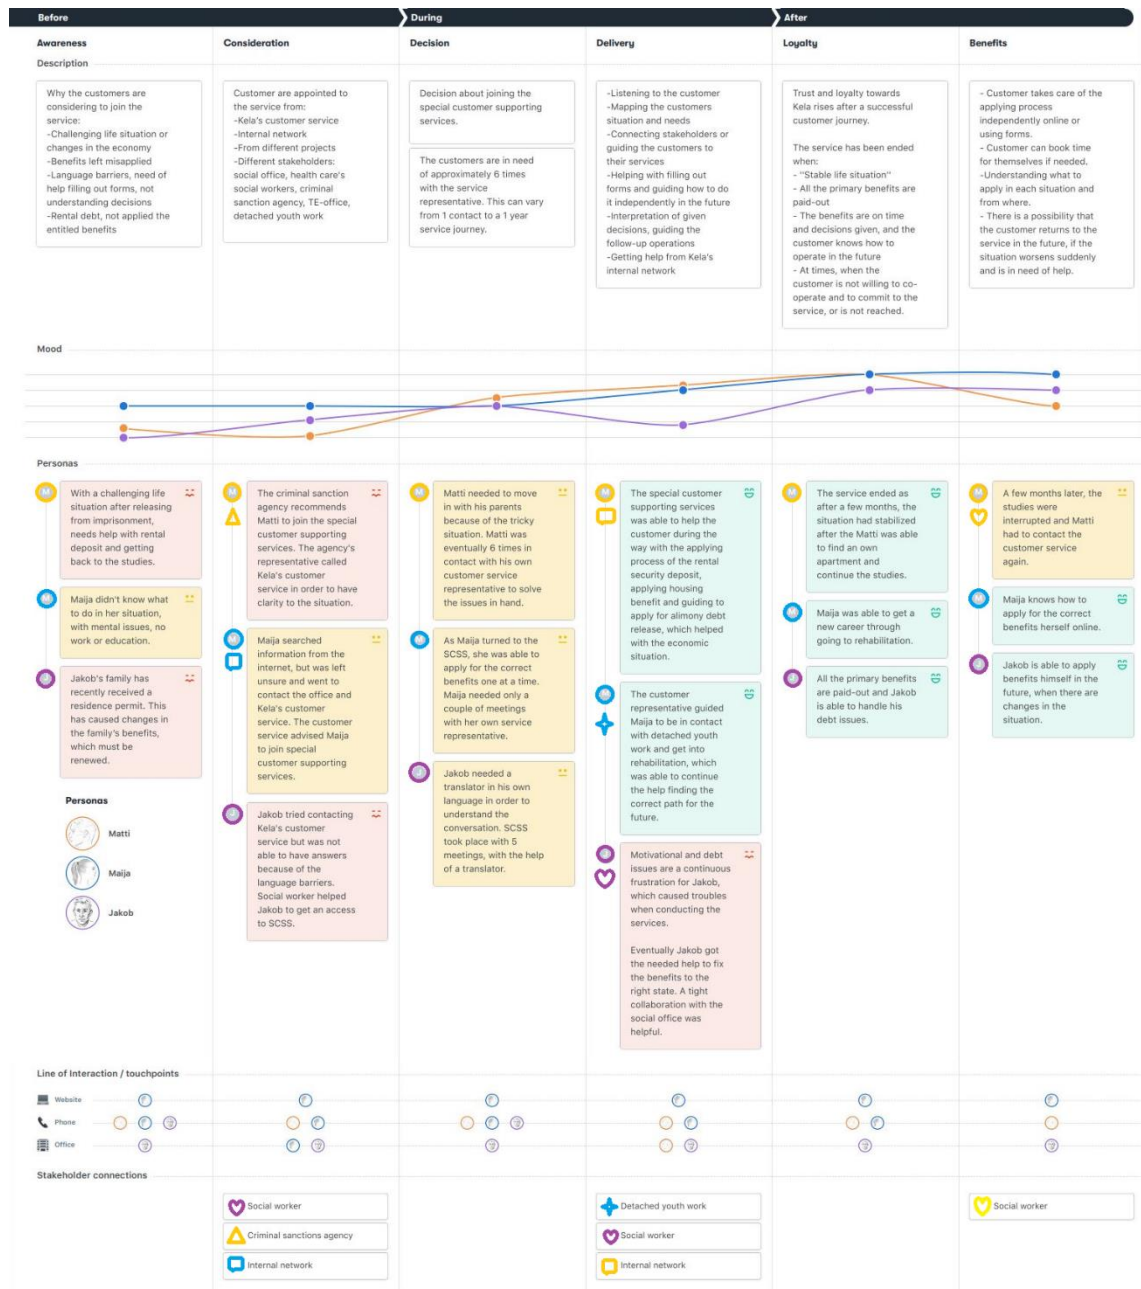 Before
During
After
Awareness
Consideration
Decision
Delivery
Loyalty
Benefits
Description
Why the customers are
considering to join the
service:
-Challenging life situation or
changes in the economy
-Benefits left misapplied
-Language barriers, need of
help filling out forms, not
understanding decisions
-Rental debt, not applied the
entitled benefits
Customer are appointed to
the service from:
-Kela's customer service
-Internal network
-From different projects
-Different stakeholders:
social office, health care's
social workers, criminal
sanction agency, TE-office,
detached youth work
Decision about joining the
special customer supporting
services.
The customers are in need
of approximately 6 times
with the service
representative. This can vary
from 1 contact to a 1 year
service journey.
-Listening to the customer
-Mapping the customers
situation and needs
-Connecting stakeholders or
guiding the customers to
their services
-Helping with filling out
forms and guiding how to do
it independently in the future
-Interpretation of given
decisions, guiding the
follow-up operations
-Getting help from Kela's
internal network
Trust and loyalty towards
Kela rises after a successful
customer journey.
The service has been ended
when:
- "Stable life situation"
- All the primary benefits are
paid-out
- The benefits are on time
and decisions given, and the
customer knows how to
operate in the future
- At times, when the
customer is not willing to co-
operate and to commit to the
service, or is not reached.
- Customer takes care of the
applying process
independently online or
using forms.
- Customer can book time
for themselves if needed.
-Understanding what to
apply in each situation and
from where.
- There is a possibility that
the customer returns to the
service in the future, if the
situation worsens suddenly
and is in need of help.
Mood
Personas
M
With a challenging life
situation after releasing
from imprisonment,
needs help with rental
deposit and getting
back to the studies.
M
Maija didn't know what
to do in her situation,
with mental issues, no
work or education.
J
Jakob's family has
recently received a
residence permit. This
has caused changes in
the family's benefits,
which must be
renewed.
Personas
Matti
Maija
Jakob
M
The criminal sanction
agency recommends
Matti to join the special
customer supporting
services. The agency's
representative called
Kela's customer
service in order to have
clarity to the situation.
M
Maija searched
information from the
internet, but was left
unsure and went to
contact the office and
Kela's customer
service. The customer
service advised Maija
to join special
customer supporting
services.
J
Jakob tried contacting
Kela's customer
service but was not
able to have answers
because of the
language barriers.
Social worker helped
Jakob to get an access
to SCSS.
M
Matti needed to move
in with his parents
because of the tricky
situation. Matti was
eventually 6 times in
contact with his own
customer service
representative to solve
the issues in hand.
M
As Maija turned to the
SCSS, she was able to
apply for the correct
benefits one at a time.
Maija needed only a
couple of meetings
with her own service
representative.
J
Jakob needed a
translator in his own
language in order to
understand the
conversation. SCSS
took place with 5
meetings, with the help
of a translator.
M
The special customer
supporting services
was able to help the
customer during the
way with the applying
process of the rental
security deposit,
applying housing
benefit and guiding to
apply for alimony debt
release, which helped
with the economic
situation.
M
The customer
representative guided
Maija to be in contact
with detached youth
work and get into
rehabilitation, which
was able to continue
the help finding the
correct path for the
future.
J
Motivational and debt
issues are a continuous
frustration for Jakob,
which caused troubles
when conducting the
services.
Eventually Jakob got
the needed help to fix
the benefits to the
right state. A tight
collaboration with the
social office was
helpful.
M
The service ended as
after a few months, the
situation had stabilized
after the Matti was able
to find an own
apartment and
continue the studies.
M
Maija was able to get a
new career through
going to rehabilitation.
J
All the primary benefits
are paid-out and Jakob
is able to handle his
debt issues.
M
A few months later, the
studies were
interrupted and Matti
had to contact the
customer service
again.
M
Maija knows how to
apply for the correct
benefits herself online.
J
Jakob is able to apply
benefits himself in the
future, when there are
changes in the
situation.
Line of Interaction / touchpoints
Website
Phone
Office
Stakeholder connections
Social worker
Criminal sanctions agency
Internal network
Detached youth work
Social worker
Internal network
Social worker